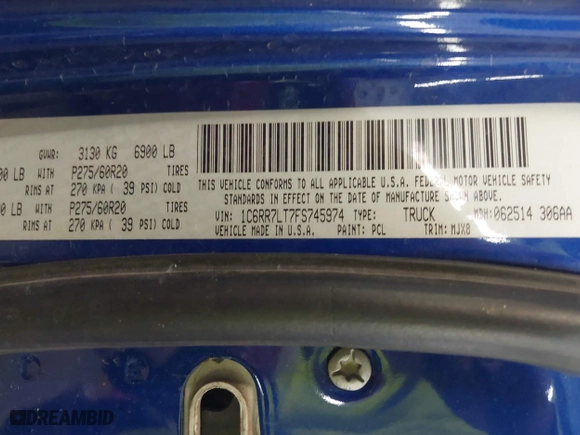 GVWR: 3130 KG 6900 LB
00 LB WITH P275/60R20 TIRES
RIMS AT 270 KPA ( 39 PSI) COLD
00 LB WITH P275/60R20 TIRES
RIMS AT 270 KPA ( 39 PSI) COLD
THIS VEHICLE CONFORMS TO ALL APPLICABLE U.S.A. FEDERAL MOTOR VEHICLE SAFETY
STANDARDS IN EFFECT ON THE DATE OF MANUFACTURE SHOWN ABOVE.
VIN: 1C6RR7LT7FS745974 TYPE: TRUCK MDH: 062514 306AA
VEHICLE MADE IN U.S.A. PAINT: PCL TRIM: MJX8
DREAMBID